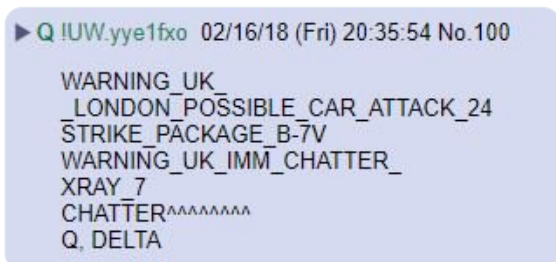 ▶ Q !UW.yye1fxo 02/16/18 (Fri) 20:35:54 No.100
WARNING_UK_
_LONDON_POSSIBLE_CAR_ATTACK_24
STRIKE_PACKAGE_B-7V
WARNING_UK_IMM_CHATTER_
XRAY_7
CHATTER^^^^^^^^
Q, DELTA